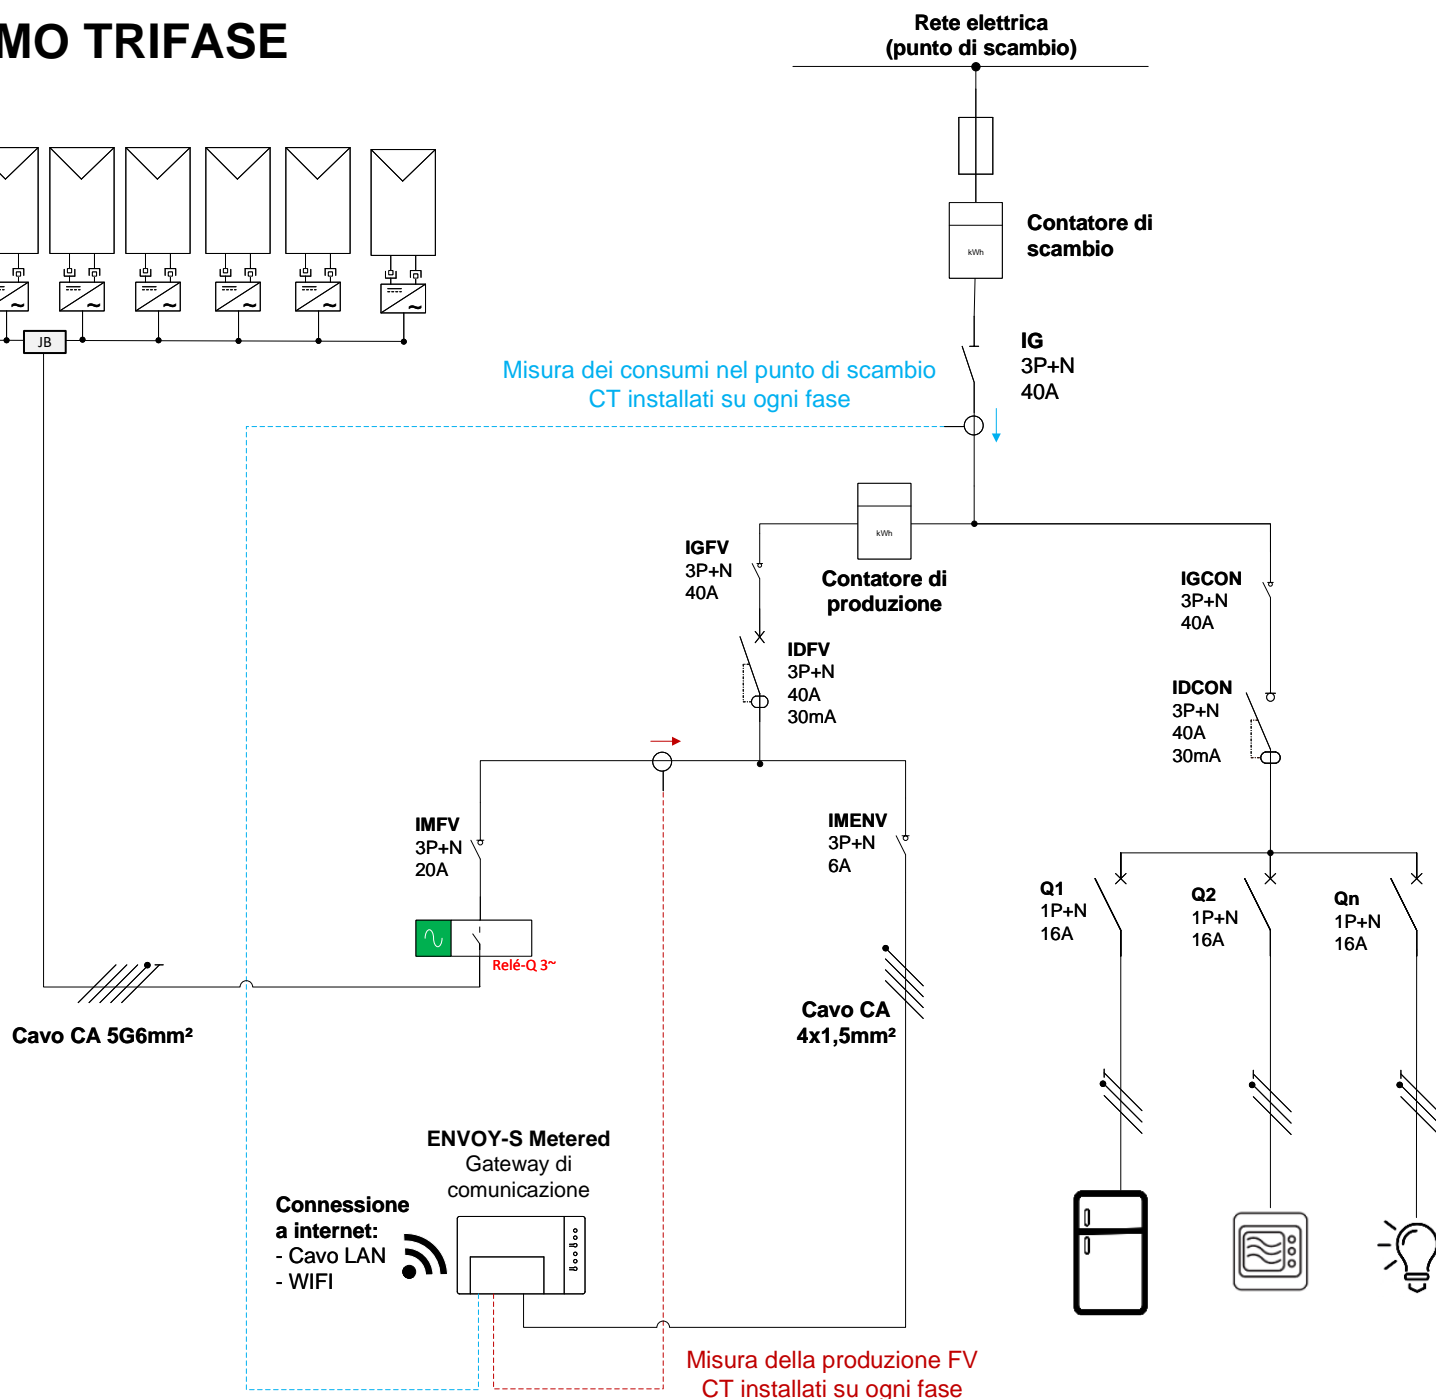 MO TRIFASE
Rete elettrica
(punto di scambio)
kWh
Contatore di
scambio
JB
IG
3P+N
40A
Misura dei consumi nel punto di scambio
CT installati su ogni fase
kWh
Contatore di
produzione
IGFV
3P+N
40A
IGCON
3P+N
40A
IDFV
3P+N
40A
30mA
IDCON
3P+N
40A
30mA
IMFV
3P+N
20A
IMENV
3P+N
6A
Q1
1P+N
16A
Q2
1P+N
16A
Qn
1P+N
16A
Relé-Q 3~
Cavo CA 5G6mm²
Cavo CA
4x1,5mm²
ENVOY-S Metered
Gateway di
comunicazione
Connessione
a internet:
- Cavo LAN
- WIFI
Misura della produzione FV
CT installati su ogni fase